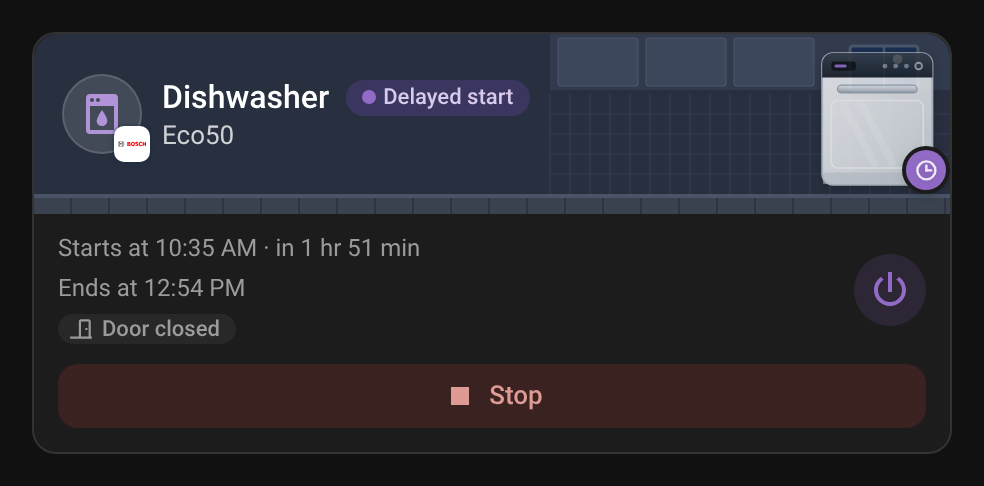 Dishwasher
Delayed start
Eco50
BOSCH
Starts at 10:35 AM · in 1 hr 51 min
Ends at 12:54 PM
Door closed
Stop